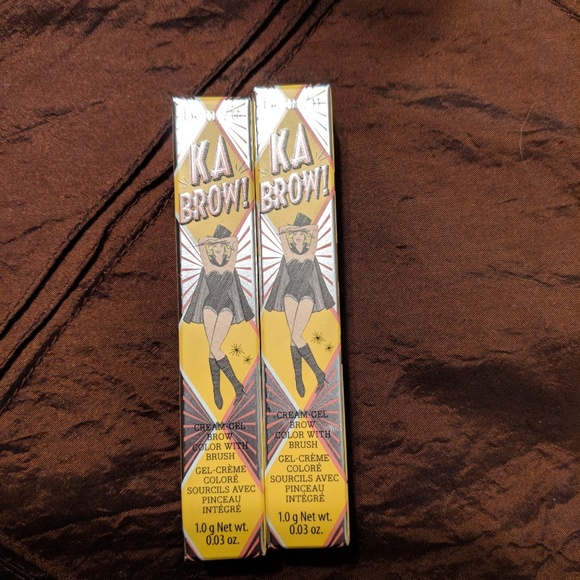 KA
BROW!
CREAM-GEL
BROW
COLOR WITH
BRUSH
GEL-CRÈME
COLORÉ
SOURCILS AVEC
PINCEAU
INTÉGRÉ
1.0 g Net wt.
0.03 oz.
KA
BROW!
CREAM-GEL
BROW
COLOR WITH
BRUSH
GEL-CRÈME
COLORÉ
SOURCILS AVEC
PINCEAU
INTÉGRÉ
1.0 g Net wt.
0.03 oz.